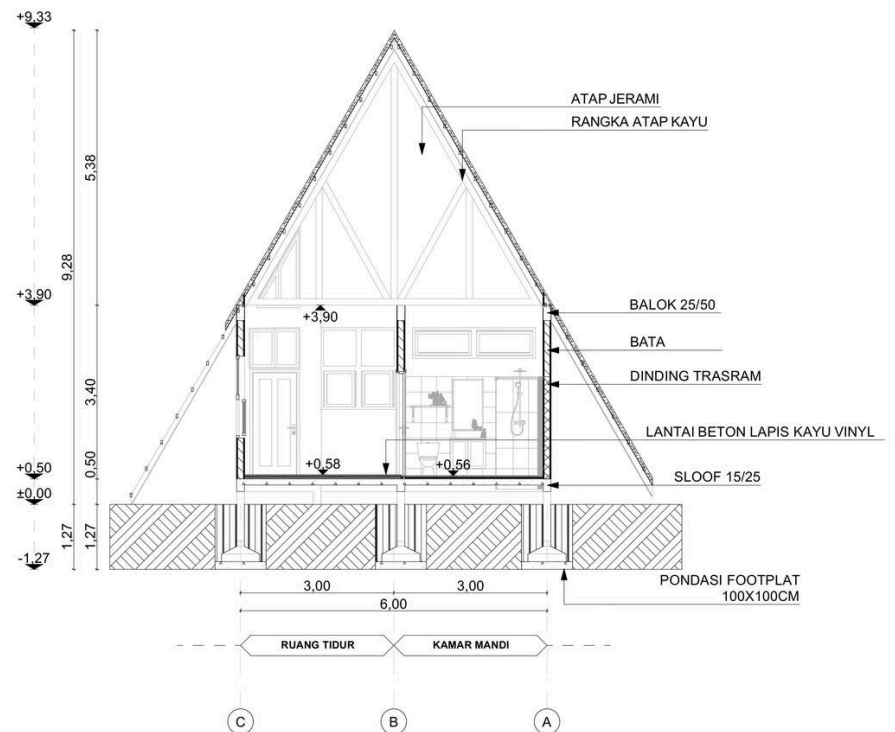 +9,33
ATAP JERAMI
RANGKA ATAP KAYU
5,38
9,28
+3,90
+3,90
BALOK 25/50
BATA
DINDING TRASRAM
3,40
LANTAI BETON LAPIS KAYU VINYL
+0,50
+0,58
+0,56
0,50
SLOOF 15/25
±0,00
1,27
1,27
-1,27
PONDASI FOOTPLAT
100X100CM
3,00
3,00
6,00
RUANG TIDUR
KAMAR MANDI
C
B
A